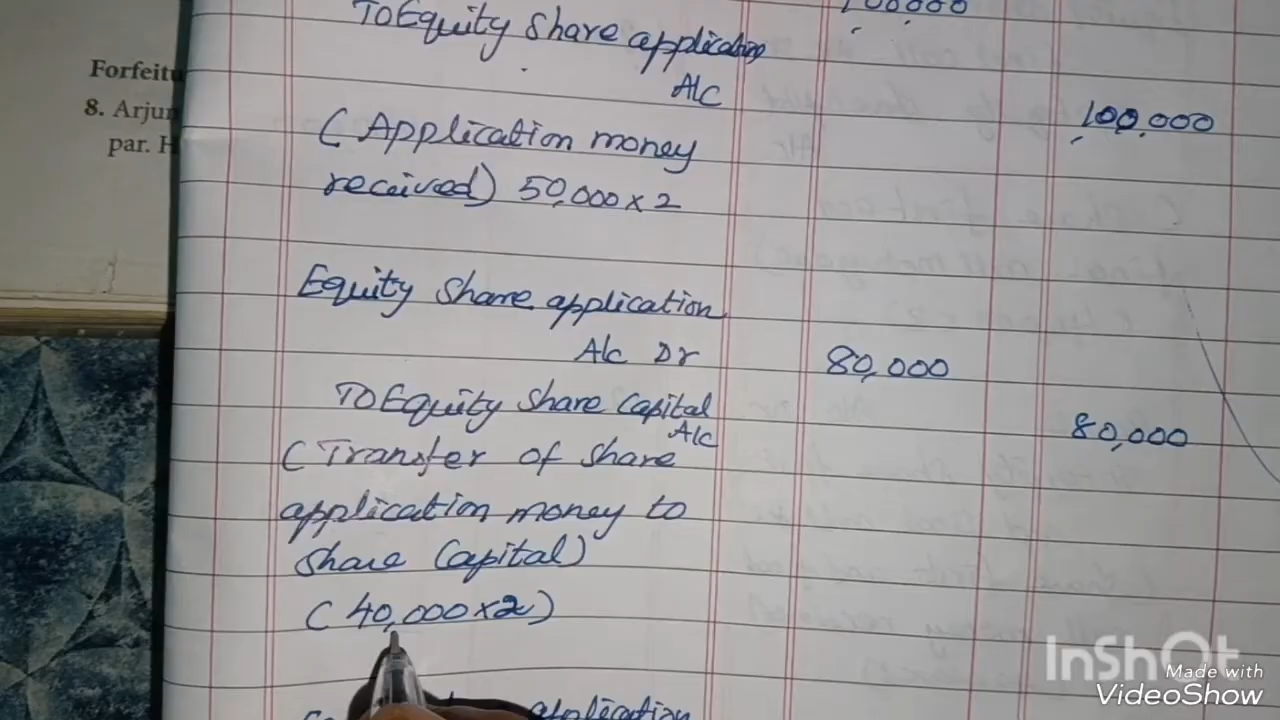 100000
To Equity Share application
A/c
100,000
Forfeitu
8. Arjun
par. H
( Application money
received) 50,000 x 2
Equity Share application
A/c Dr 80,000
To Equity Share Capital
A/c 80,000
( Transfer of Share
application money to
Share Capital)
( 40,000 x 2 )
application
InShOt
Made with
VideoShow